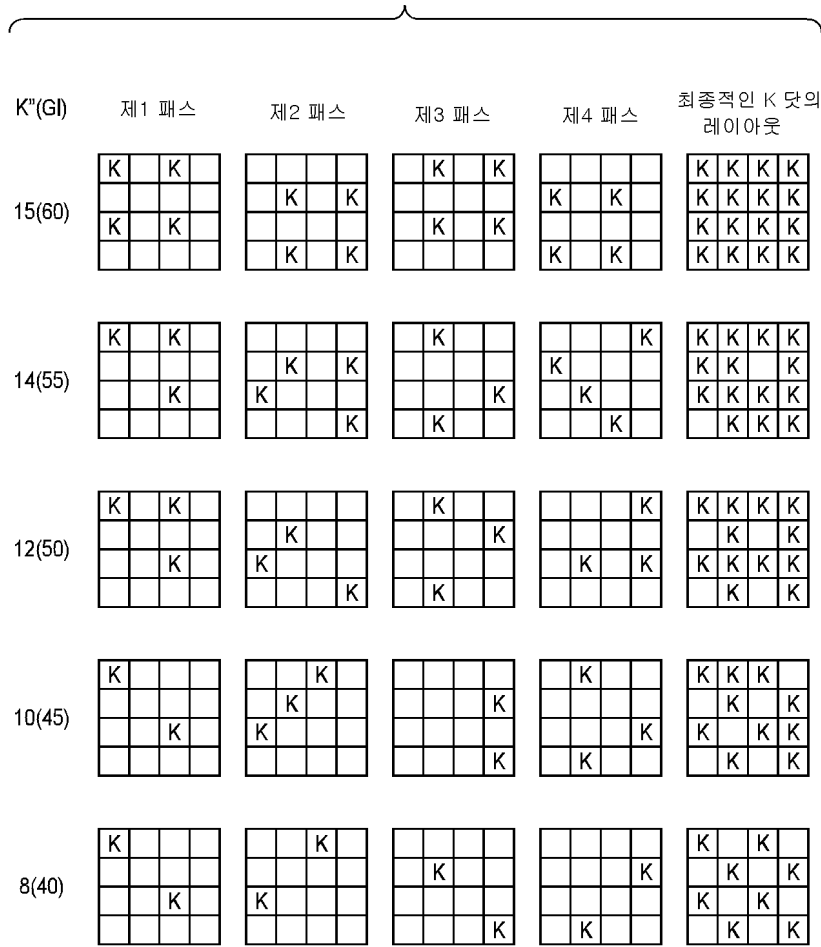 K"(GI) 제1 패스 제2 패스 제3 패스 제4 패스 최종적인 K 닷의
레이아웃
K K K K K K K K
15(60) K K K K K K K K
K K K K K K K K
K K K K K K K K
K K K K K K K K
14(55) K K K K K K
K K K K K K K K
K K K K K K
K K K K K K K K
12(50) K K K K
K K K K K K K K
K K K K
K K K K K K
10(45) K K K K
K K K K K K
K K K K
K K K K
8(40) K K K K
K K K K
K K K K